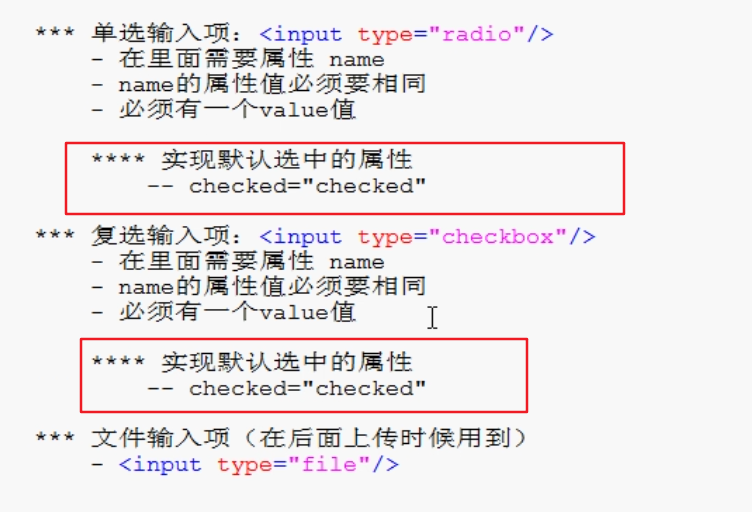 *** 单选输入项：<input type="radio"/>
- 在里面需要属性 name
- name的属性值必须要相同
- 必须有一个value值
**** 实现默认选中的属性
-- checked="checked"
*** 复选输入项：<input type="checkbox"/>
- 在里面需要属性 name
- name的属性值必须要相同
- 必须有一个value值
**** 实现默认选中的属性
-- checked="checked"
*** 文件输入项（在后面上传时候用到）
- <input type="file"/>